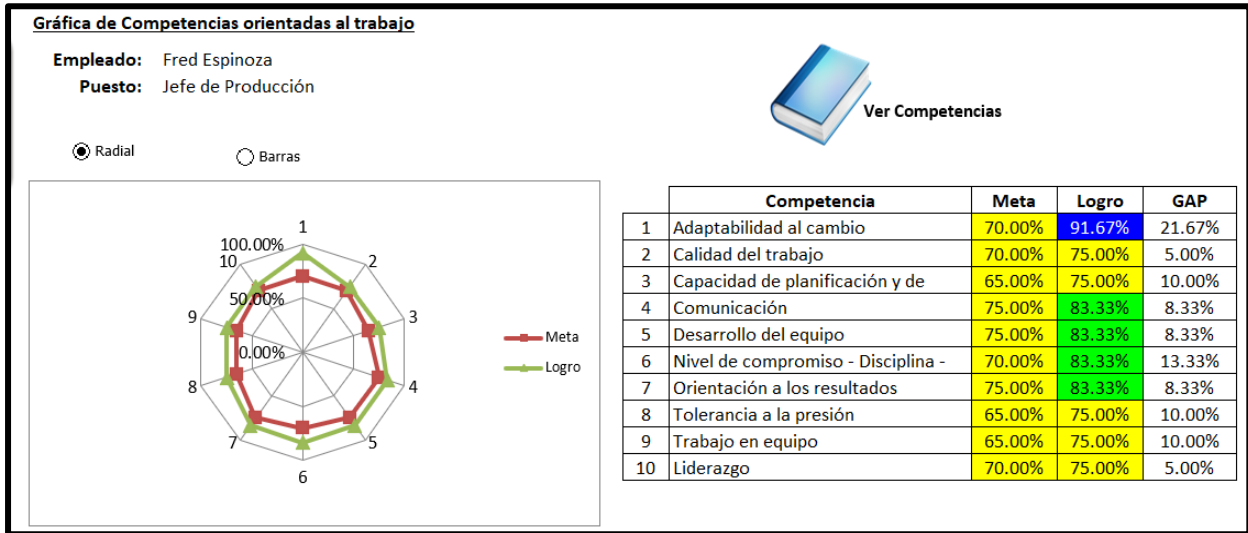 Gráfica de Competencias orientadas al trabajo
Empleado: Fred Espinoza
Puesto: Jefe de Producción
Ver Competencias
Radial
Barras
1
2
3
4
5
6
7
8
9
10
100.00%
50.00%
0.00%
Meta
Logro
Competencia Meta Logro GAP
1 Adaptabilidad al cambio 70.00% 91.67% 21.67%
2 Calidad del trabajo 70.00% 75.00% 5.00%
3 Capacidad de planificación y de 65.00% 75.00% 10.00%
4 Comunicación 75.00% 83.33% 8.33%
5 Desarrollo del equipo 75.00% 83.33% 8.33%
6 Nivel de compromiso - Disciplina - 70.00% 83.33% 13.33%
7 Orientación a los resultados 75.00% 83.33% 8.33%
8 Tolerancia a la presión 65.00% 75.00% 10.00%
9 Trabajo en equipo 65.00% 75.00% 10.00%
10 Liderazgo 70.00% 75.00% 5.00%